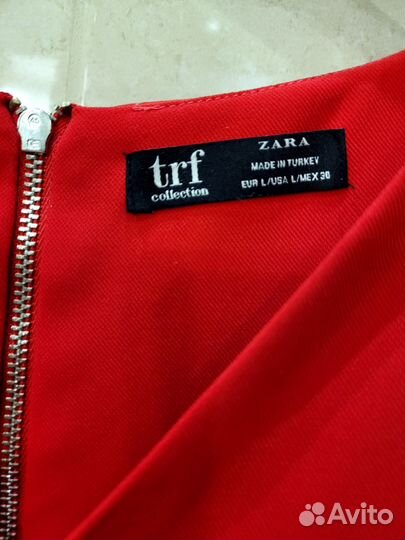 trf
collection
ZARA
MADE IN TURKEY
EUR L/USA L/MEX 30
Avito